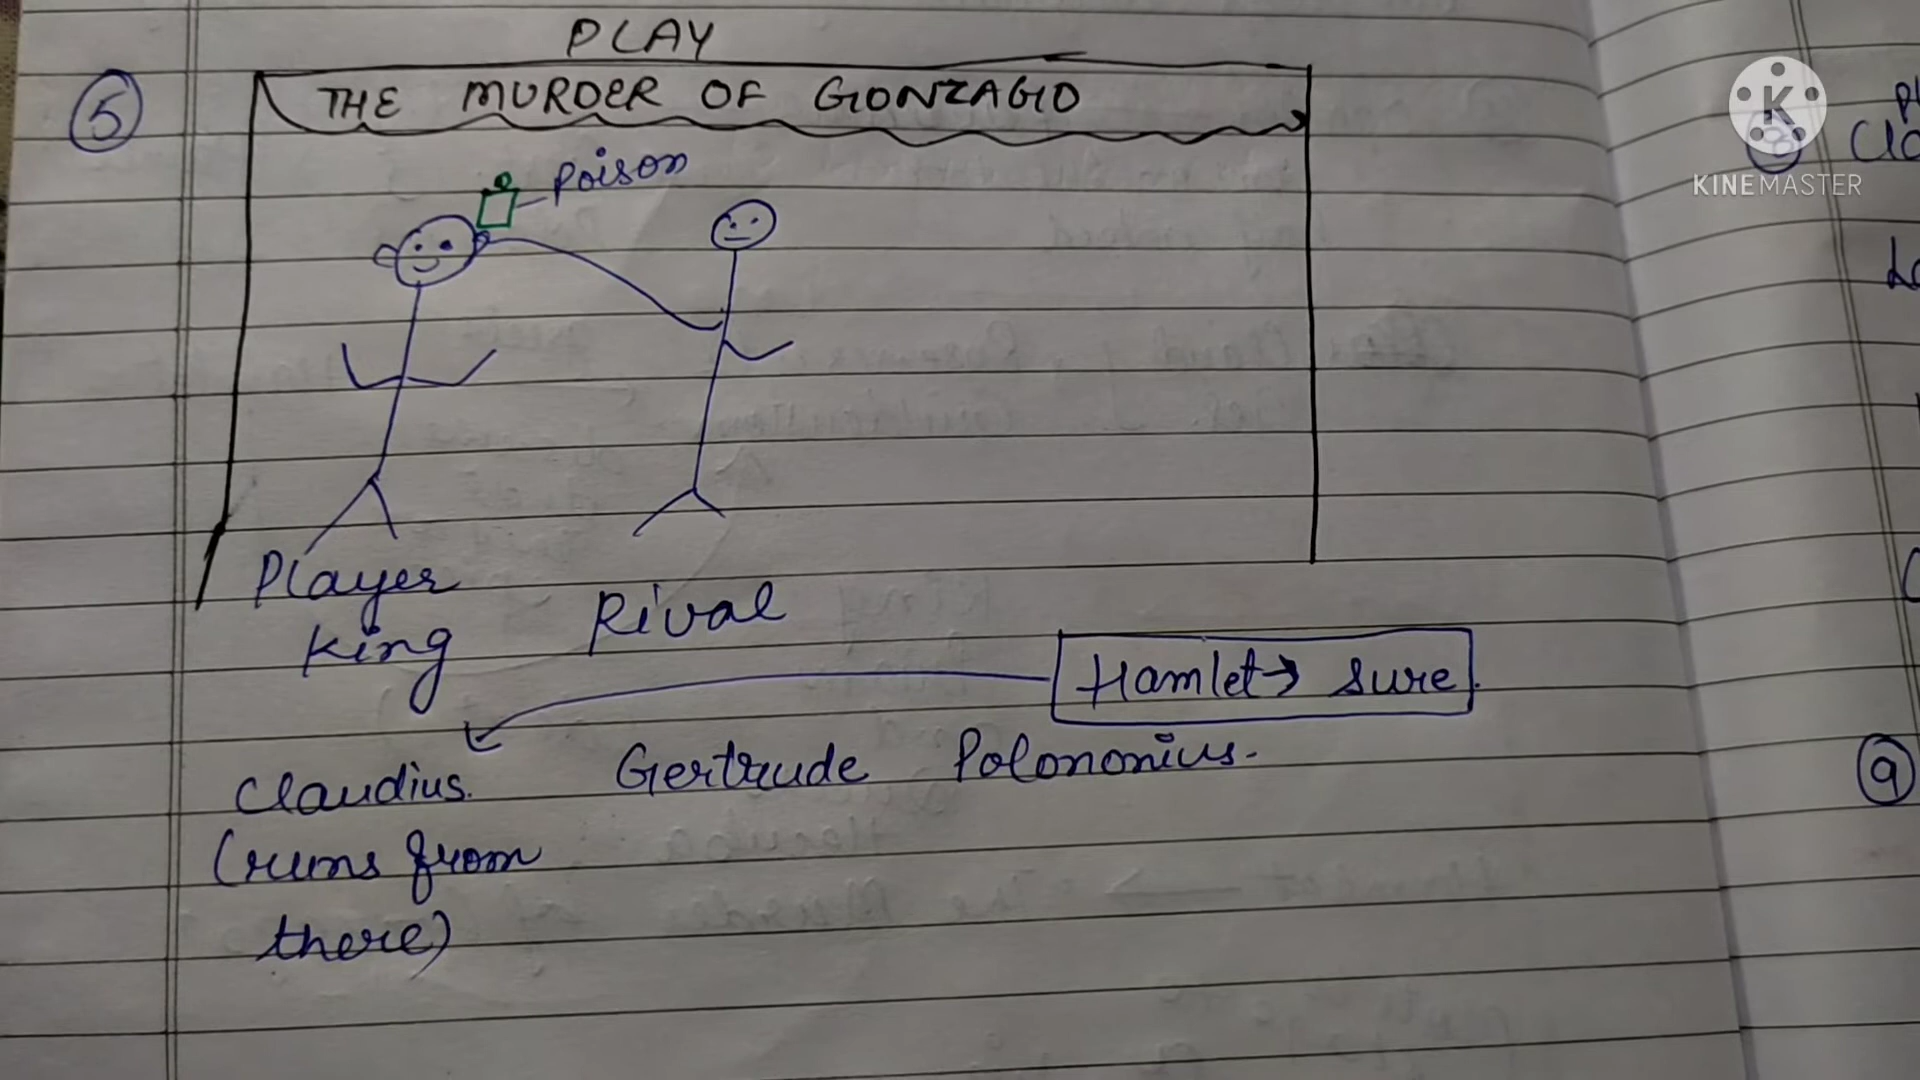 PLAY
5
THE MURDER OF GONZAGO
Poison
Player
King
Rival
Hamlet→ sure.
Claudius. Gertrude Polononius.
(runs from
there)
K
KINEMASTER
8
9